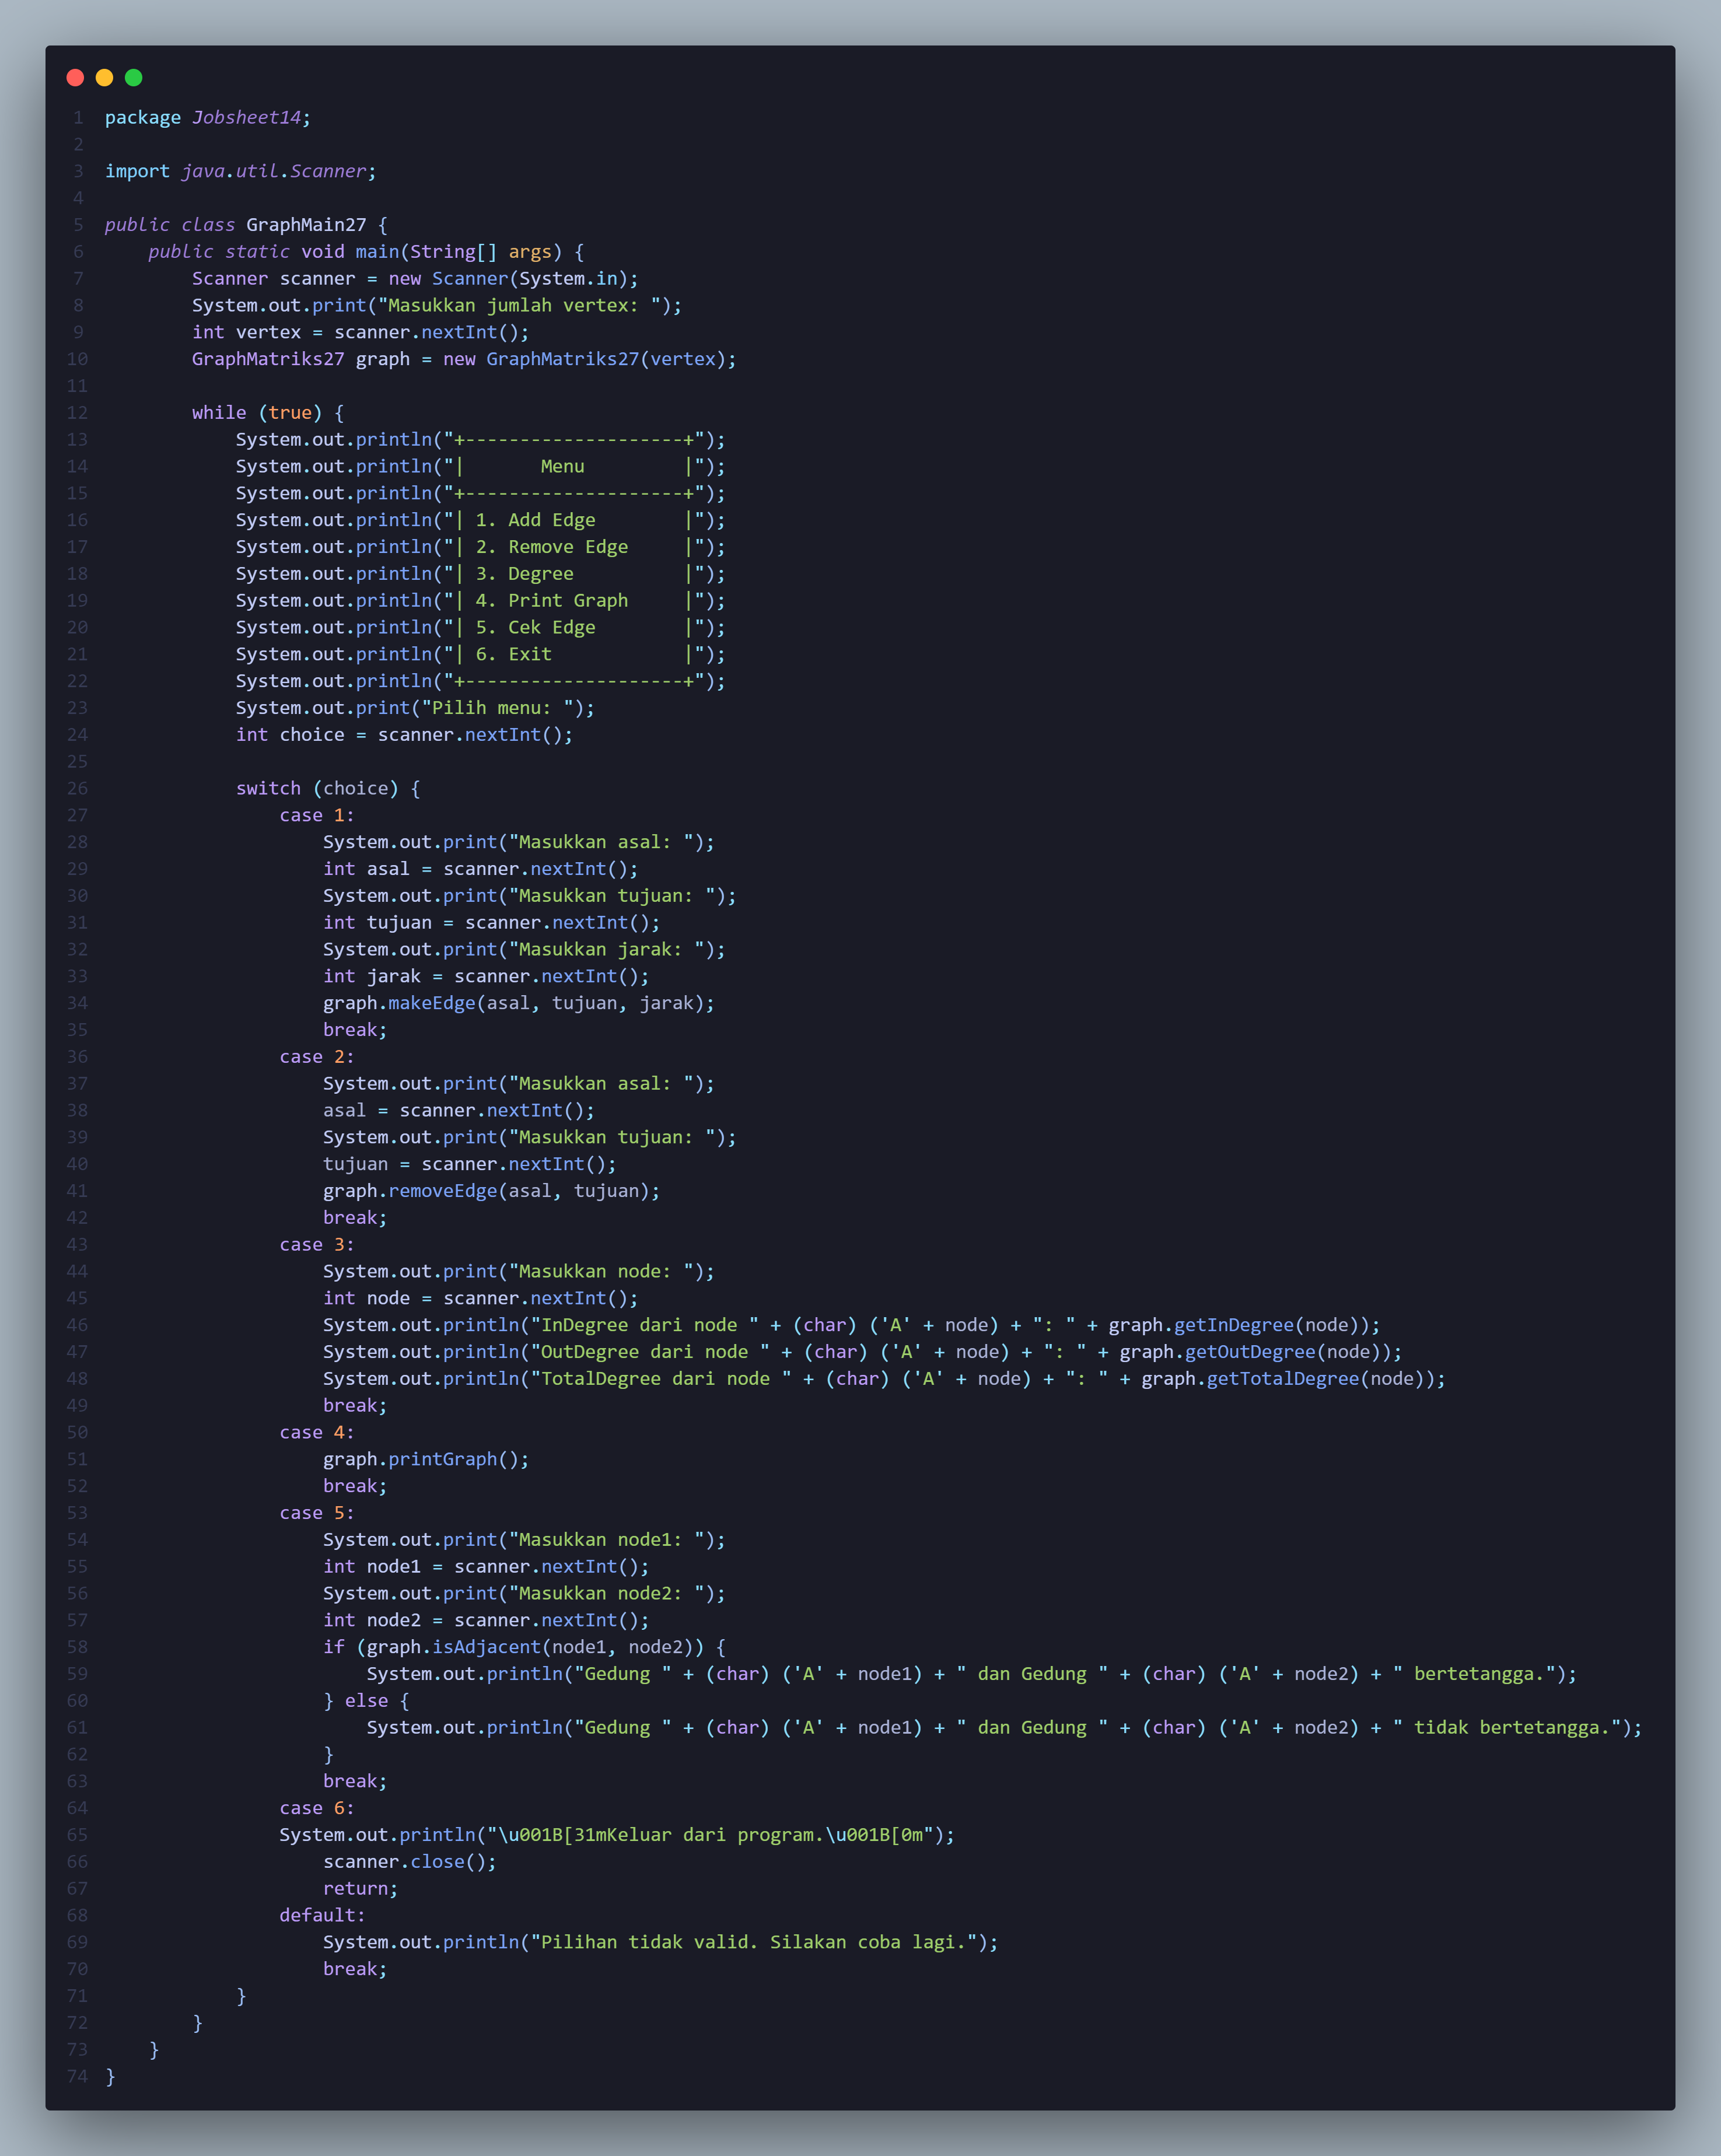 1 package Jobsheet14;
2
3 import java.util.Scanner;
4
5 public class GraphMain27 {
6     public static void main(String[] args) {
7         Scanner scanner = new Scanner(System.in);
8         System.out.print("Masukkan jumlah vertex: ");
9         int vertex = scanner.nextInt();
10         GraphMatriks27 graph = new GraphMatriks27(vertex);
11
12         while (true) {
13             System.out.println("+--------------------+");
14             System.out.println("|       Menu         |");
15             System.out.println("+--------------------+");
16             System.out.println("| 1. Add Edge        |");
17             System.out.println("| 2. Remove Edge     |");
18             System.out.println("| 3. Degree          |");
19             System.out.println("| 4. Print Graph     |");
20             System.out.println("| 5. Cek Edge        |");
21             System.out.println("| 6. Exit            |");
22             System.out.println("+--------------------+");
23             System.out.print("Pilih menu: ");
24             int choice = scanner.nextInt();
25
26             switch (choice) {
27                 case 1:
28                     System.out.print("Masukkan asal: ");
29                     int asal = scanner.nextInt();
30                     System.out.print("Masukkan tujuan: ");
31                     int tujuan = scanner.nextInt();
32                     System.out.print("Masukkan jarak: ");
33                     int jarak = scanner.nextInt();
34                     graph.makeEdge(asal, tujuan, jarak);
35                     break;
36                 case 2:
37                     System.out.print("Masukkan asal: ");
38                     asal = scanner.nextInt();
39                     System.out.print("Masukkan tujuan: ");
40                     tujuan = scanner.nextInt();
41                     graph.removeEdge(asal, tujuan);
42                     break;
43                 case 3:
44                     System.out.print("Masukkan node: ");
45                     int node = scanner.nextInt();
46                     System.out.println("InDegree dari node " + (char) ('A' + node) + ": " + graph.getInDegree(node));
47                     System.out.println("OutDegree dari node " + (char) ('A' + node) + ": " + graph.getOutDegree(node));
48                     System.out.println("TotalDegree dari node " + (char) ('A' + node) + ": " + graph.getTotalDegree(node));
49                     break;
50                 case 4:
51                     graph.printGraph();
52                     break;
53                 case 5:
54                     System.out.print("Masukkan node1: ");
55                     int node1 = scanner.nextInt();
56                     System.out.print("Masukkan node2: ");
57                     int node2 = scanner.nextInt();
58                     if (graph.isAdjacent(node1, node2)) {
59                         System.out.println("Gedung " + (char) ('A' + node1) + " dan Gedung " + (char) ('A' + node2) + " bertetangga.");
60                     } else {
61                         System.out.println("Gedung " + (char) ('A' + node1) + " dan Gedung " + (char) ('A' + node2) + " tidak bertetangga.");
62                     }
63                     break;
64                 case 6:
65                 System.out.println("\u001B[31mKeluar dari program.\u001B[0m");
66                     scanner.close();
67                     return;
68                 default:
69                     System.out.println("Pilihan tidak valid. Silakan coba lagi.");
70                     break;
71             }
72         }
73     }
74 }